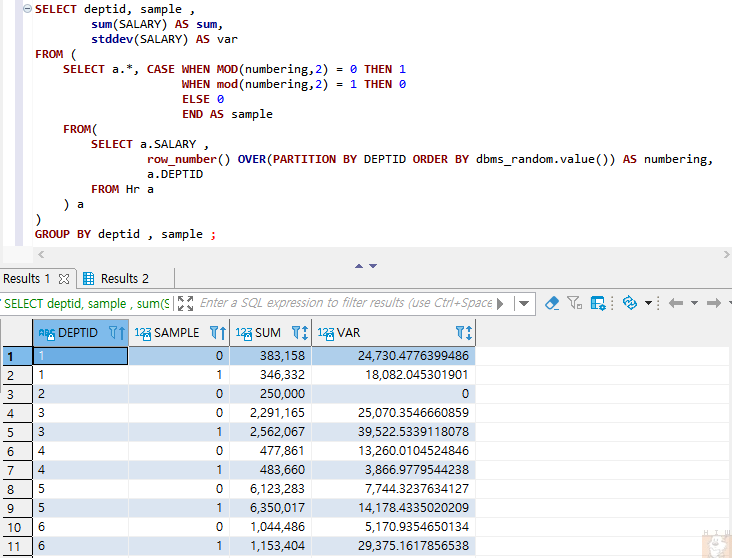 SELECT deptid, sample ,
sum(SALARY) AS sum,
stddev(SALARY) AS var
FROM (
SELECT a.*, CASE WHEN MOD(numbering,2) = 0 THEN 1
WHEN mod(numbering,2) = 1 THEN 0
ELSE 0
END AS sample
FROM(
SELECT a.SALARY ,
row_number() OVER(PARTITION BY DEPTID ORDER BY dbms_random.value()) AS numbering,
a.DEPTID
FROM Hr a
) a
)
GROUP BY deptid , sample ;
Results 1 Results 2
SELECT deptid, sample , sum(S Enter a SQL expression to filter results (use Ctrl+Space
ABC DEPTID 123 SAMPLE 123 SUM 123 VAR
1 1 0 383,158 24,730.4776399486
2 1 1 346,332 18,082.045301901
3 2 0 250,000 0
4 3 0 2,291,165 25,070.3546660859
5 3 1 2,562,067 39,522.5339118078
6 4 0 477,861 13,260.0104524846
7 4 1 483,660 3,866.9779544238
8 5 0 6,123,283 7,744.3237634127
9 5 1 6,350,017 14,178.4335020209
10 6 0 1,044,486 5,170.9354650134
11 6 1 1,153,404 29,375.1617856538